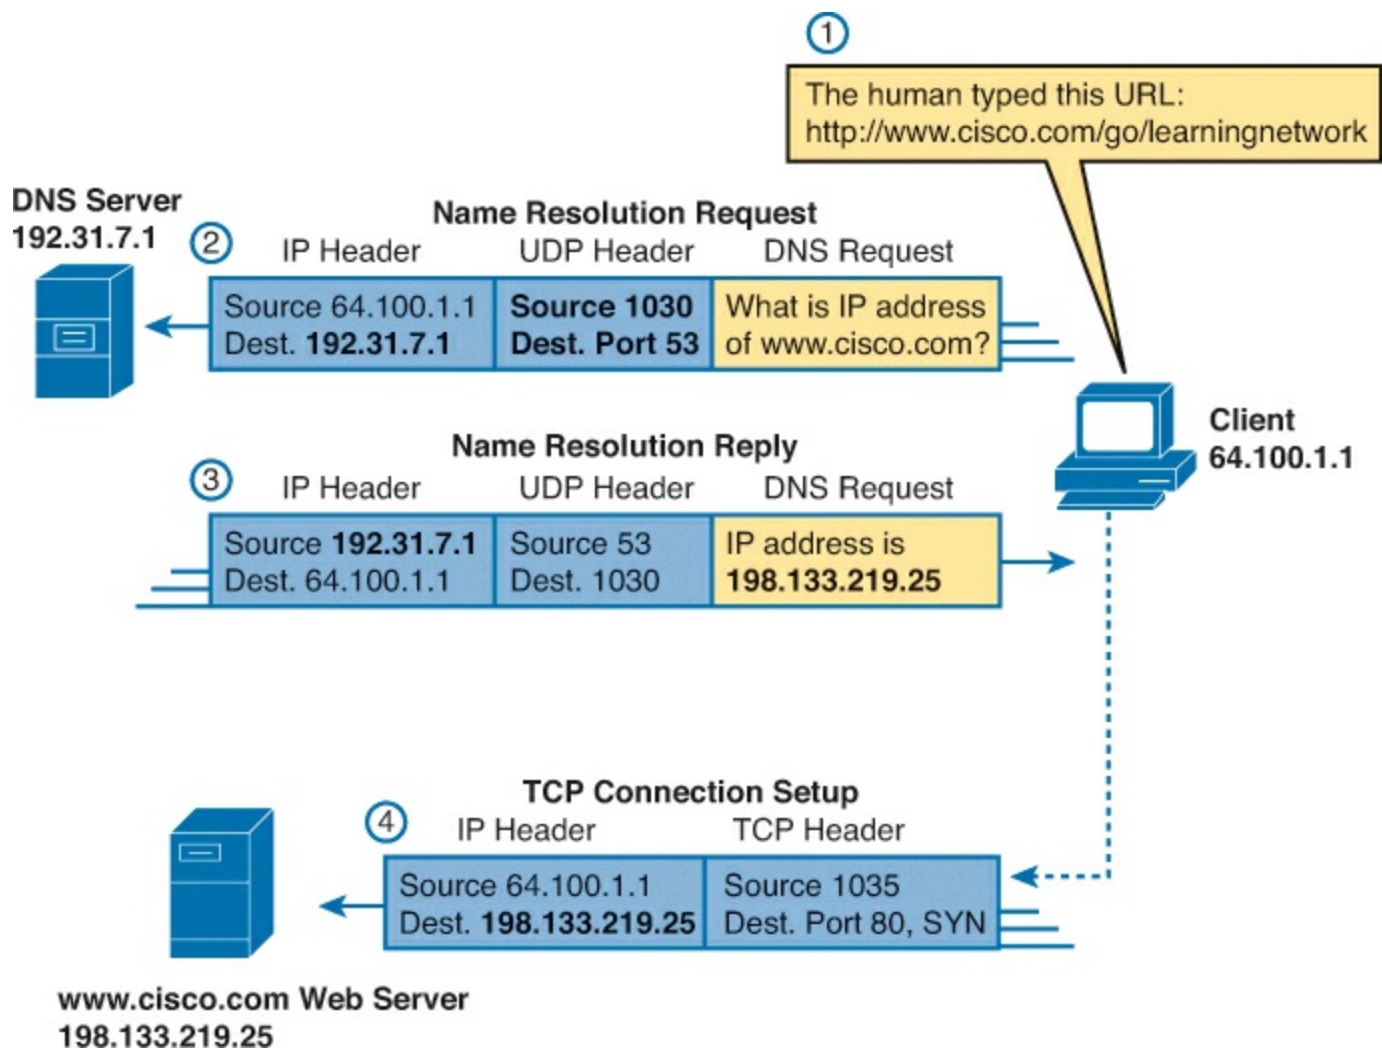 1
The human typed this URL:
http://www.cisco.com/go/learningnetwork
DNS Server
192.31.7.1
Name Resolution Request
2
IP Header
UDP Header
DNS Request
Source 64.100.1.1
Dest. 192.31.7.1
Source 1030
Dest. Port 53
What is IP address
of www.cisco.com?
Client
64.100.1.1
Name Resolution Reply
3
IP Header
UDP Header
DNS Request
Source 192.31.7.1
Dest. 64.100.1.1
Source 53
Dest. 1030
IP address is
198.133.219.25
TCP Connection Setup
4
IP Header
TCP Header
Source 64.100.1.1
Dest. 198.133.219.25
Source 1035
Dest. Port 80, SYN
www.cisco.com Web Server
198.133.219.25